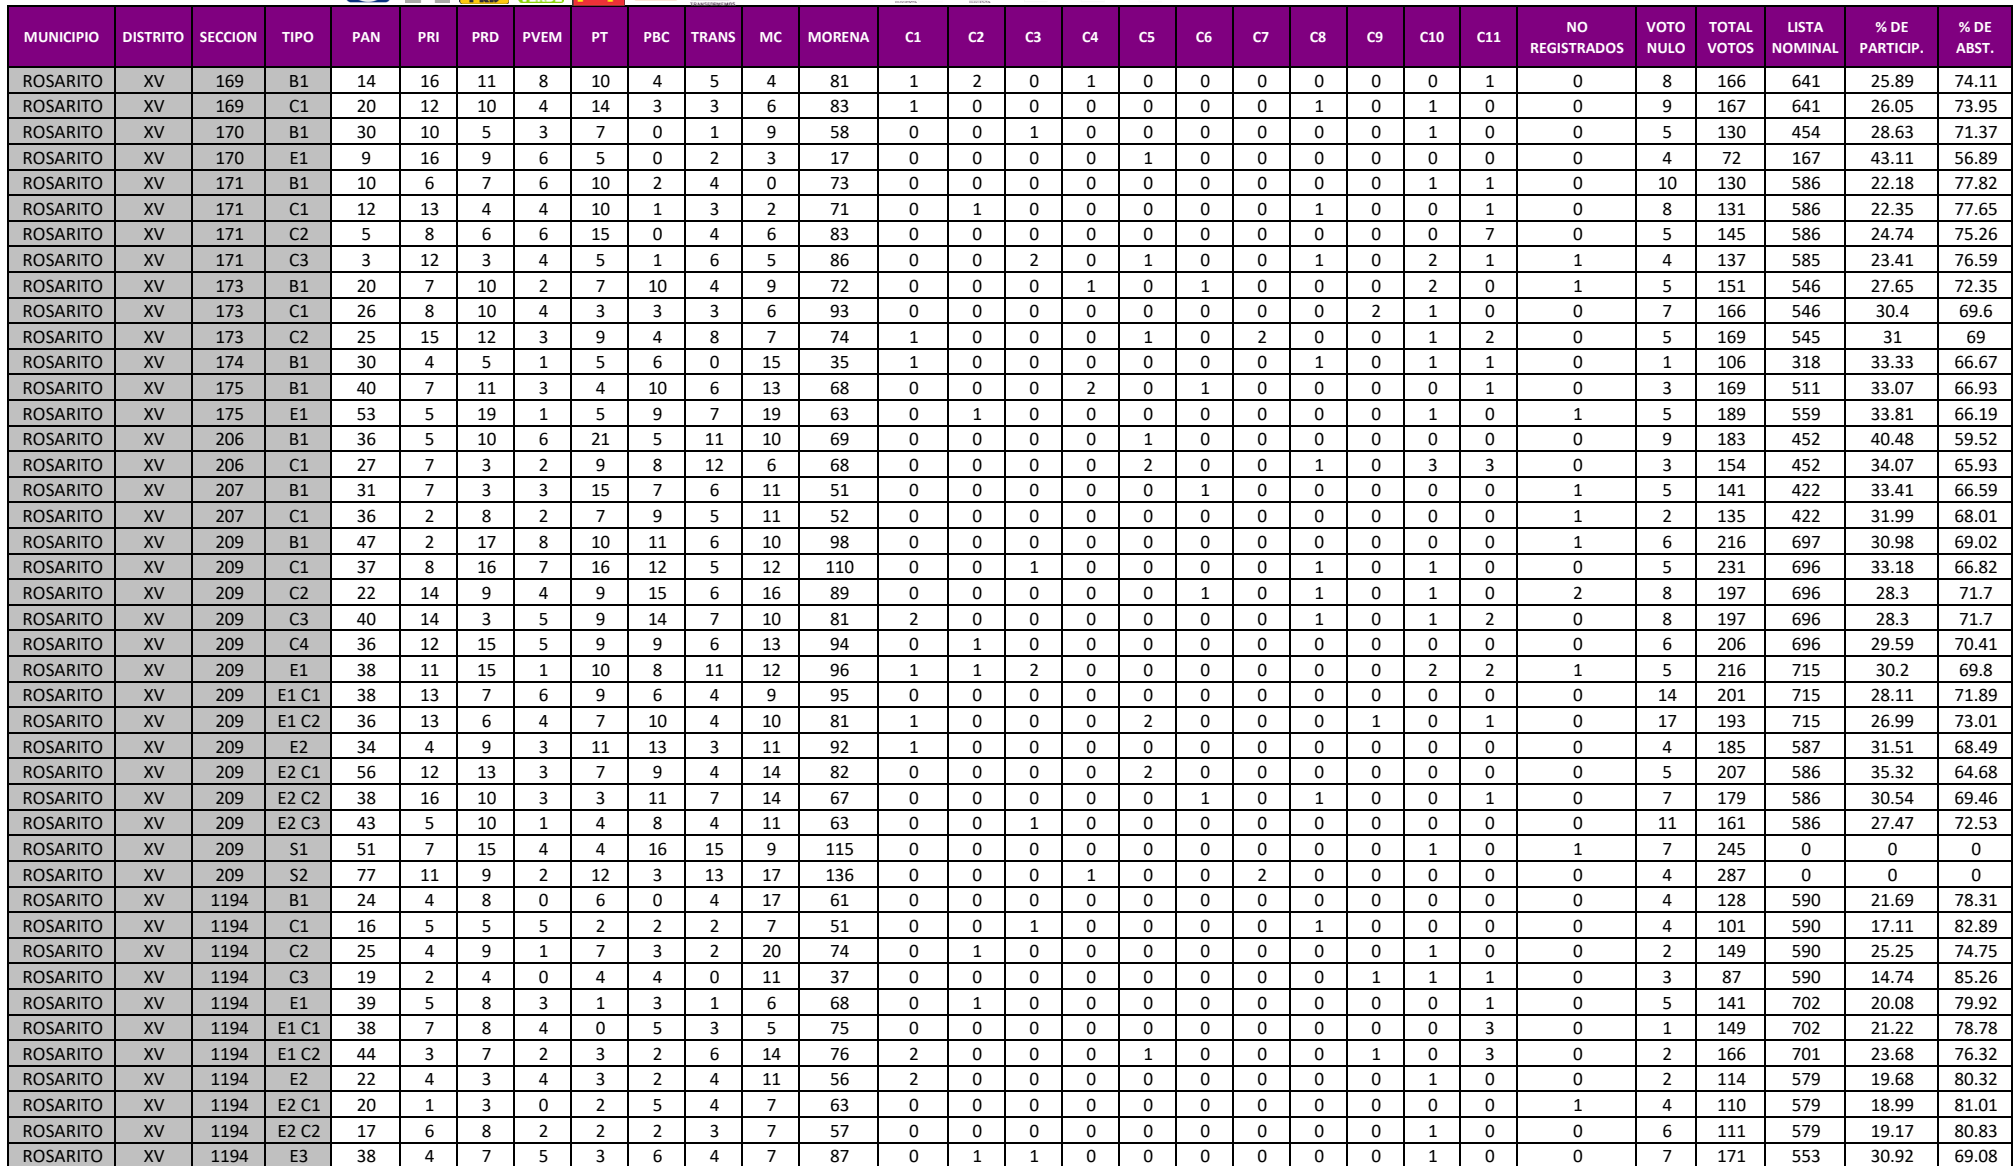 MUNICIPIO DISTRITO SECCION TIPO PAN PRI PRD PVEM PT PBC TRANS MC MORENA C1 C2 C3 C4 C5 C6 C7 C8 C9 C10 C11 NO REGISTRADOS VOTO NULO TOTAL VOTOS LISTA NOMINAL % DE PARTICIP. % DE ABST.
ROSARITO XV 169 B1 14 16 11 8 10 4 5 4 81 1 2 0 1 0 0 0 0 0 0 1 0 8 166 641 25.89 74.11
ROSARITO XV 169 C1 20 12 10 4 14 3 3 6 83 1 0 0 0 0 0 0 1 0 1 0 0 9 167 641 26.05 73.95
ROSARITO XV 170 B1 30 10 5 3 7 0 1 9 58 0 0 1 0 0 0 0 0 0 1 0 0 5 130 454 28.63 71.37
ROSARITO XV 170 E1 9 16 9 6 5 0 2 3 17 0 0 0 0 1 0 0 0 0 0 0 0 4 72 167 43.11 56.89
ROSARITO XV 171 B1 10 6 7 6 10 2 4 0 73 0 0 0 0 0 0 0 0 0 1 1 0 10 130 586 22.18 77.82
ROSARITO XV 171 C1 12 13 4 4 10 1 3 2 71 0 1 0 0 0 0 0 1 0 0 1 0 8 131 586 22.35 77.65
ROSARITO XV 171 C2 5 8 6 6 15 0 4 6 83 0 0 0 0 0 0 0 0 0 0 7 0 5 145 586 24.74 75.26
ROSARITO XV 171 C3 3 12 3 4 5 1 6 5 86 0 0 2 0 1 0 0 1 0 2 1 1 4 137 585 23.41 76.59
ROSARITO XV 173 B1 20 7 10 2 7 10 4 9 72 0 0 0 1 0 1 0 0 0 2 0 1 5 151 546 27.65 72.35
ROSARITO XV 173 C1 26 8 10 4 3 3 3 6 93 0 0 0 0 0 0 0 0 2 1 0 0 7 166 546 30.4 69.6
ROSARITO XV 173 C2 25 15 12 3 9 4 8 7 74 1 0 0 0 1 0 2 0 0 1 2 0 5 169 545 31 69
ROSARITO XV 174 B1 30 4 5 1 5 6 0 15 35 1 0 0 0 0 0 0 1 0 1 1 0 1 106 318 33.33 66.67
ROSARITO XV 175 B1 40 7 11 3 4 10 6 13 68 0 0 0 2 0 1 0 0 0 0 1 0 3 169 511 33.07 66.93
ROSARITO XV 175 E1 53 5 19 1 5 9 7 19 63 0 1 0 0 0 0 0 0 0 1 0 1 5 189 559 33.81 66.19
ROSARITO XV 206 B1 36 5 10 6 21 5 11 10 69 0 0 0 0 1 0 0 0 0 0 0 0 9 183 452 40.48 59.52
ROSARITO XV 206 C1 27 7 3 2 9 8 12 6 68 0 0 0 0 2 0 0 1 0 3 3 0 3 154 452 34.07 65.93
ROSARITO XV 207 B1 31 7 3 3 15 7 6 11 51 0 0 0 0 0 1 0 0 0 0 0 1 5 141 422 33.41 66.59
ROSARITO XV 207 C1 36 2 8 2 7 9 5 11 52 0 0 0 0 0 0 0 0 0 0 0 1 2 135 422 31.99 68.01
ROSARITO XV 209 B1 47 2 17 8 10 11 6 10 98 0 0 0 0 0 0 0 0 0 0 0 1 6 216 697 30.98 69.02
ROSARITO XV 209 C1 37 8 16 7 16 12 5 12 110 0 0 1 0 0 0 0 1 0 1 0 0 5 231 696 33.18 66.82
ROSARITO XV 209 C2 22 14 9 4 9 15 6 16 89 0 0 0 0 0 1 0 1 0 1 0 2 8 197 696 28.3 71.7
ROSARITO XV 209 C3 40 14 3 5 9 14 7 10 81 2 0 0 0 0 0 0 1 0 1 2 0 8 197 696 28.3 71.7
ROSARITO XV 209 C4 36 12 15 5 9 9 6 13 94 0 1 0 0 0 0 0 0 0 0 0 0 6 206 696 29.59 70.41
ROSARITO XV 209 E1 38 11 15 1 10 8 11 12 96 1 1 2 0 0 0 0 0 0 2 2 1 5 216 715 30.2 69.8
ROSARITO XV 209 E1 C1 38 13 7 6 9 6 4 9 95 0 0 0 0 0 0 0 0 0 0 0 0 14 201 715 28.11 71.89
ROSARITO XV 209 E1 C2 36 13 6 4 7 10 4 10 81 1 0 0 0 2 0 0 0 1 0 1 0 17 193 715 26.99 73.01
ROSARITO XV 209 E2 34 4 9 3 11 13 3 11 92 1 0 0 0 0 0 0 0 0 0 0 0 4 185 587 31.51 68.49
ROSARITO XV 209 E2 C1 56 12 13 3 7 9 4 14 82 0 0 0 0 2 0 0 0 0 0 0 0 5 207 586 35.32 64.68
ROSARITO XV 209 E2 C2 38 16 10 3 3 11 7 14 67 0 0 0 0 0 1 0 1 0 0 1 0 7 179 586 30.54 69.46
ROSARITO XV 209 E2 C3 43 5 10 1 4 8 4 11 63 0 0 1 0 0 0 0 0 0 0 0 0 11 161 586 27.47 72.53
ROSARITO XV 209 S1 51 7 15 4 4 16 15 9 115 0 0 0 0 0 0 0 0 0 1 0 1 7 245 0 0 0
ROSARITO XV 209 S2 77 11 9 2 12 3 13 17 136 0 0 0 1 0 0 2 0 0 0 0 0 4 287 0 0 0
ROSARITO XV 1194 B1 24 4 8 0 6 0 4 17 61 0 0 0 0 0 0 0 0 0 0 0 0 4 128 590 21.69 78.31
ROSARITO XV 1194 C1 16 5 5 5 2 2 2 7 51 0 0 1 0 0 0 0 1 0 0 0 0 4 101 590 17.11 82.89
ROSARITO XV 1194 C2 25 4 9 1 7 3 2 20 74 0 1 0 0 0 0 0 0 0 1 0 0 2 149 590 25.25 74.75
ROSARITO XV 1194 C3 19 2 4 0 4 4 0 11 37 0 0 0 0 0 0 0 0 1 1 1 0 3 87 590 14.74 85.26
ROSARITO XV 1194 E1 39 5 8 3 1 3 1 6 68 0 1 0 0 0 0 0 0 0 0 1 0 5 141 702 20.08 79.92
ROSARITO XV 1194 E1 C1 38 7 8 4 0 5 3 5 75 0 0 0 0 0 0 0 0 0 0 3 0 1 149 702 21.22 78.78
ROSARITO XV 1194 E1 C2 44 3 7 2 3 2 6 14 76 2 0 0 0 1 0 0 0 1 0 3 0 2 166 701 23.68 76.32
ROSARITO XV 1194 E2 22 4 3 4 3 2 4 11 56 2 0 0 0 0 0 0 0 0 1 0 0 2 114 579 19.68 80.32
ROSARITO XV 1194 E2 C1 20 1 3 0 2 5 4 7 63 0 0 0 0 0 0 0 0 0 0 0 1 4 110 579 18.99 81.01
ROSARITO XV 1194 E2 C2 17 6 8 2 2 2 3 7 57 0 0 0 0 0 0 0 0 0 1 0 0 6 111 579 19.17 80.83
ROSARITO XV 1194 E3 38 4 7 5 3 6 4 7 87 0 1 1 0 0 0 0 0 0 1 0 0 7 171 553 30.92 69.08